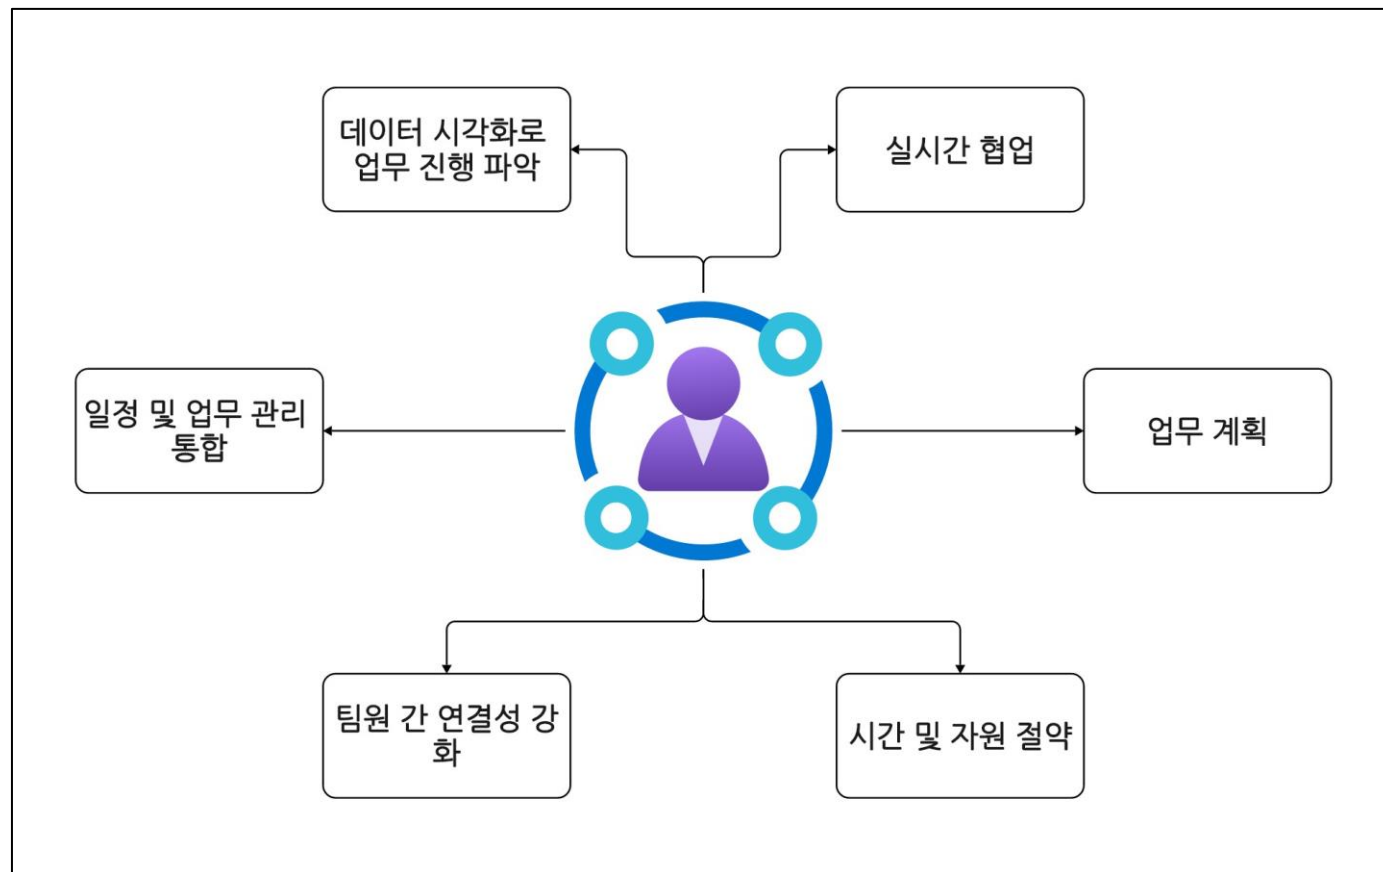 데이터 시각화로
업무 진행 파악
실시간 협업
일정 및 업무 관리
통합
업무 계획
팀원 간 연결성 강
화
시간 및 자원 절약